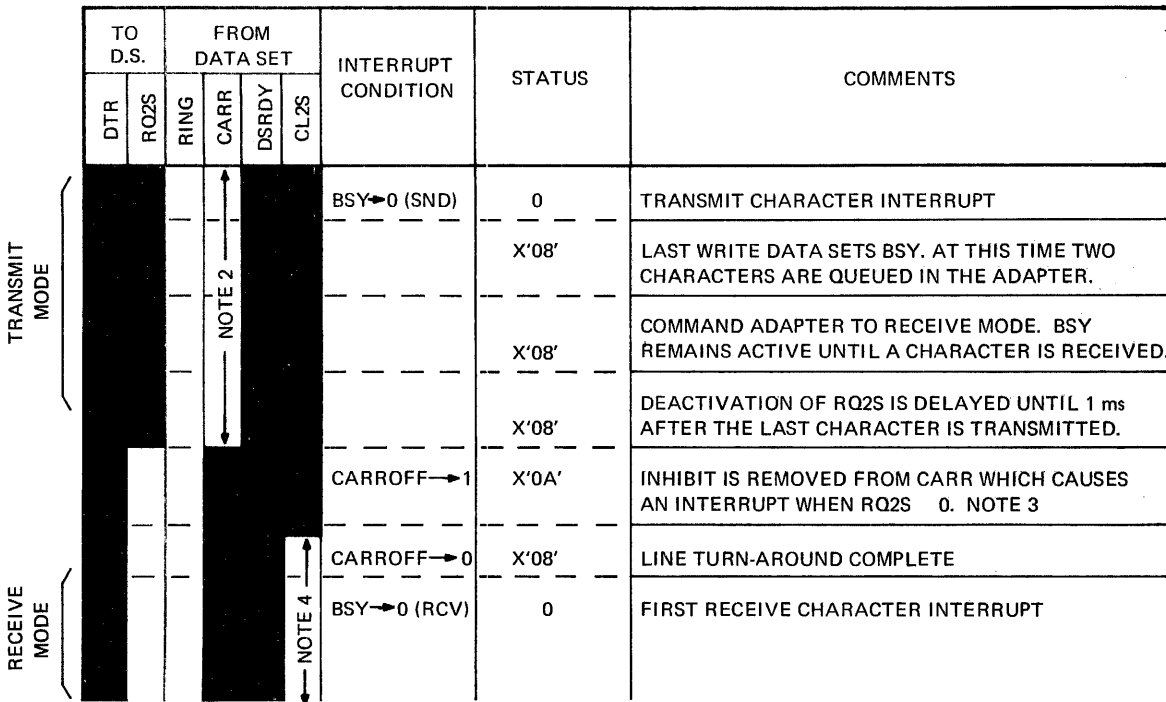 TO
D.S.
FROM
DATA SET
DTR
RQ2S
RING
CARR
DSRDY
CL2S
INTERRUPT
CONDITION
STATUS
COMMENTS
TRANSMIT
MODE
NOTE 2
BSY→0 (SND)
0
TRANSMIT CHARACTER INTERRUPT
X'08'
LAST WRITE DATA SETS BSY. AT THIS TIME TWO
CHARACTERS ARE QUEUED IN THE ADAPTER.
X'08'
COMMAND ADAPTER TO RECEIVE MODE. BSY
REMAINS ACTIVE UNTIL A CHARACTER IS RECEIVED.
X'08'
DEACTIVATION OF RQ2S IS DELAYED UNTIL 1 ms
AFTER THE LAST CHARACTER IS TRANSMITTED.
CARROFF→1
X'0A'
INHIBIT IS REMOVED FROM CARR WHICH CAUSES
AN INTERRUPT WHEN RQ2S 0. NOTE 3
CARROFF→0
X'08'
LINE TURN-AROUND COMPLETE
RECEIVE
MODE
NOTE 4
BSY→0 (RCV)
0
FIRST RECEIVE CHARACTER INTERRUPT